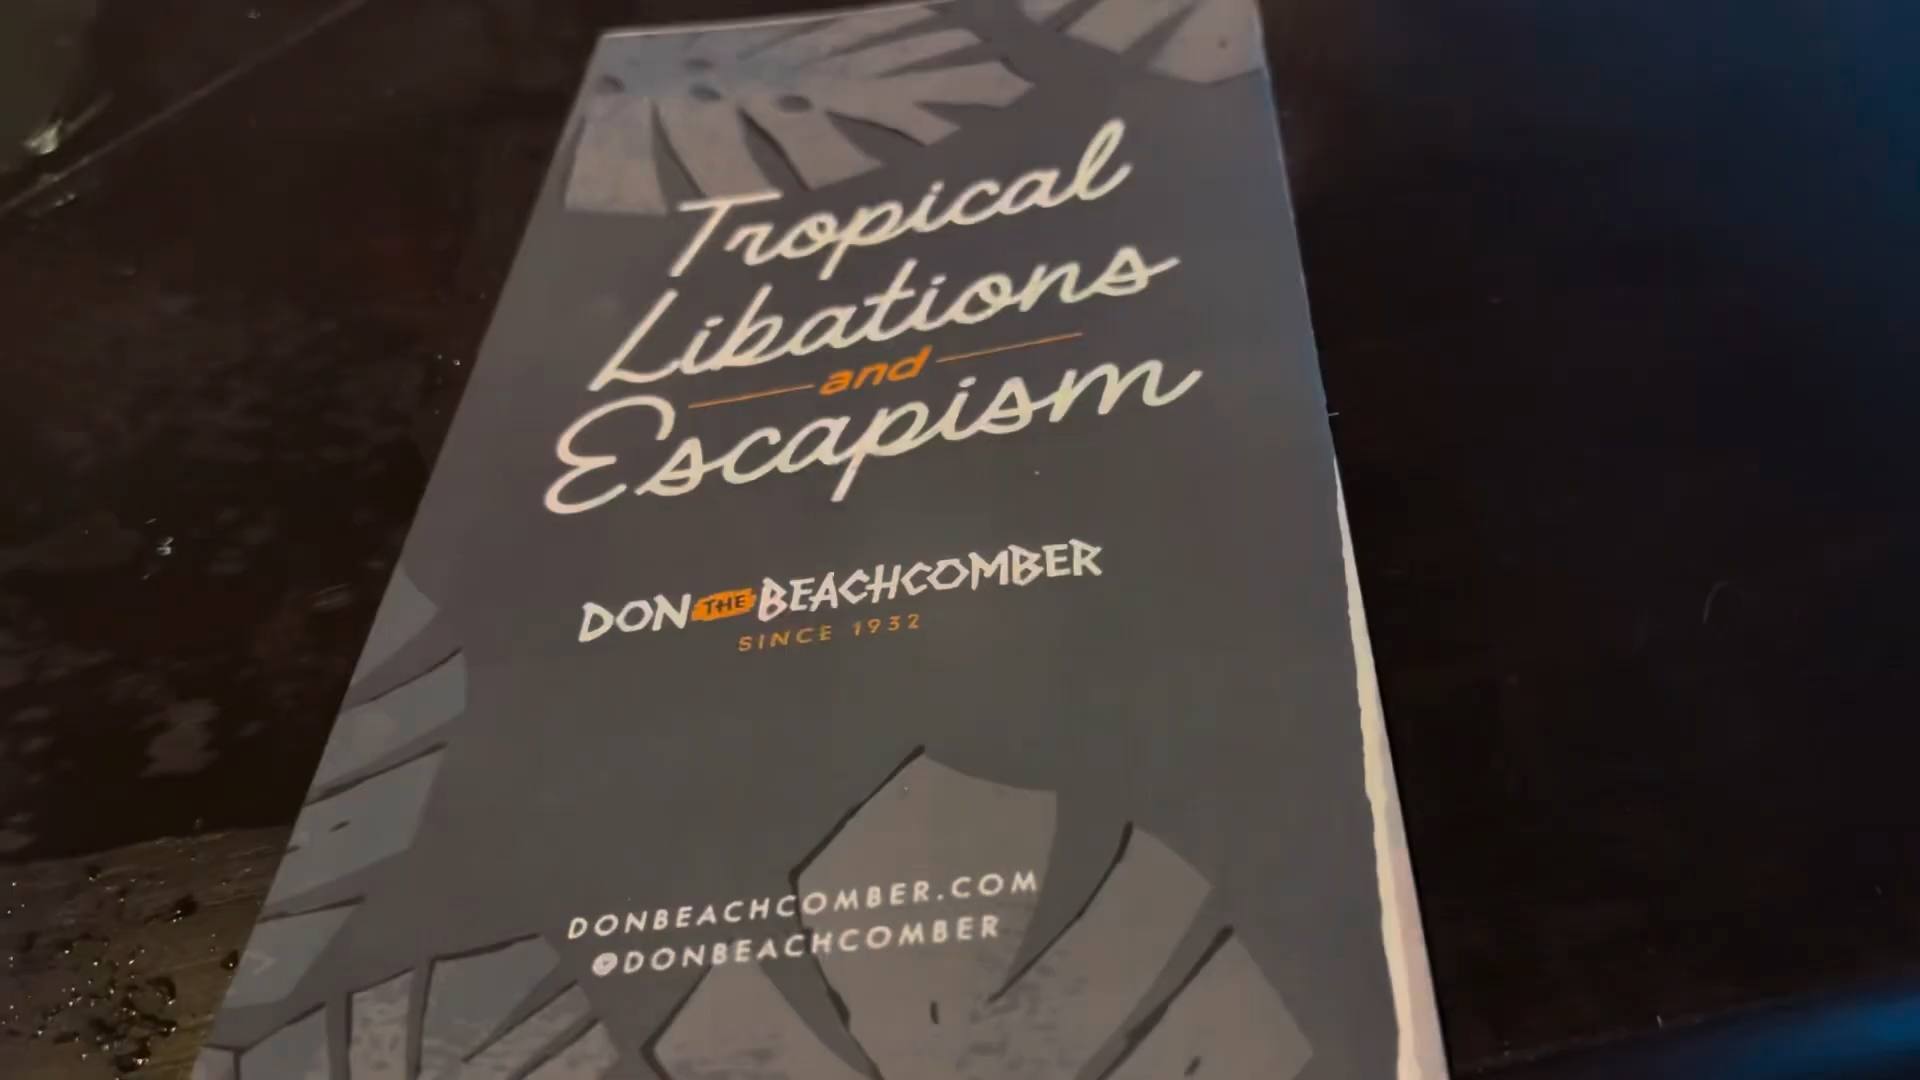 Tropical
Libations
and
Escapism
DON THE BEACHCOMBER
SINCE 1932
DONBEACHCOMBER.COM
@DONBEACHCOMBER